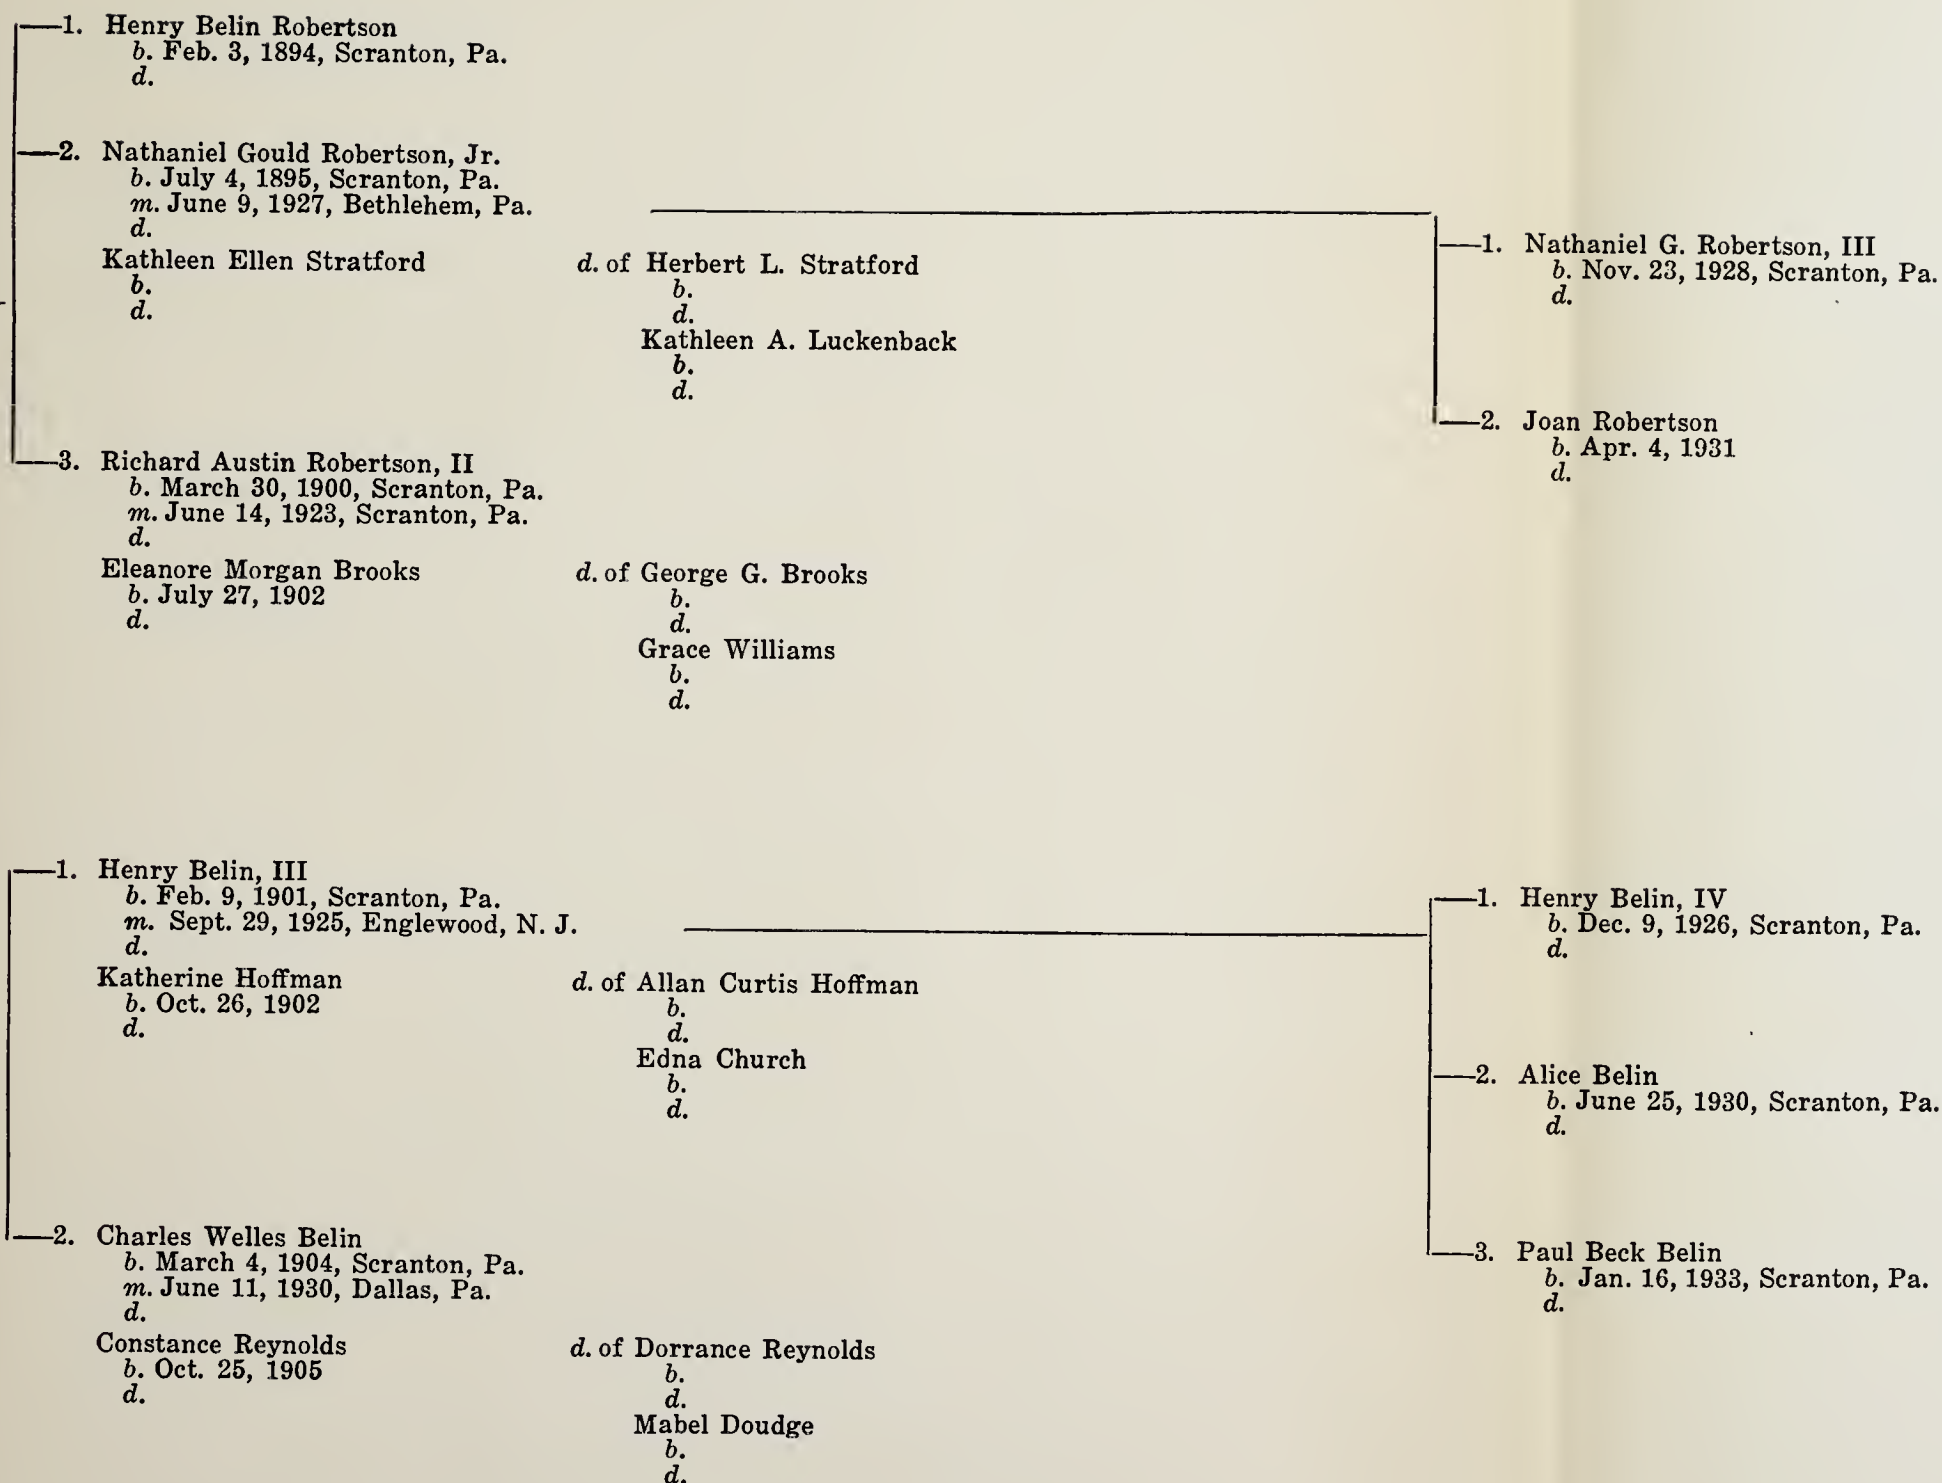 1. Henry Belin Robertson
b. Feb. 3, 1894, Scranton, Pa.
d.
2. Nathaniel Gould Robertson, Jr.
b. July 4, 1895, Scranton, Pa.
m. June 9, 1927, Bethlehem, Pa.
d.
Kathleen Ellen Stratford
b.
d.
d. of Herbert L. Stratford
b.
d.
Kathleen A. Luckenback
b.
d.
1. Nathaniel G. Robertson, III
b. Nov. 23, 1928, Scranton, Pa.
d.
2. Joan Robertson
b. Apr. 4, 1931
d.
3. Richard Austin Robertson, II
b. March 30, 1900, Scranton, Pa.
m. June 14, 1923, Scranton, Pa.
d.
Eleanore Morgan Brooks
b. July 27, 1902
d.
d. of George G. Brooks
b.
d.
Grace Williams
b.
d.
1. Henry Belin, III
b. Feb. 9, 1901, Scranton, Pa.
m. Sept. 29, 1925, Englewood, N. J.
d.
Katherine Hoffman
b. Oct. 26, 1902
d.
d. of Allan Curtis Hoffman
b.
d.
Edna Church
b.
d.
1. Henry Belin, IV
b. Dec. 9, 1926, Scranton, Pa.
d.
2. Alice Belin
b. June 25, 1930, Scranton, Pa.
d.
3. Paul Beck Belin
b. Jan. 16, 1933, Scranton, Pa.
d.
2. Charles Welles Belin
b. March 4, 1904, Scranton, Pa.
m. June 11, 1930, Dallas, Pa.
d.
Constance Reynolds
b. Oct. 25, 1905
d.
d. of Dorrance Reynolds
b.
d.
Mabel Doudge
b.
d.